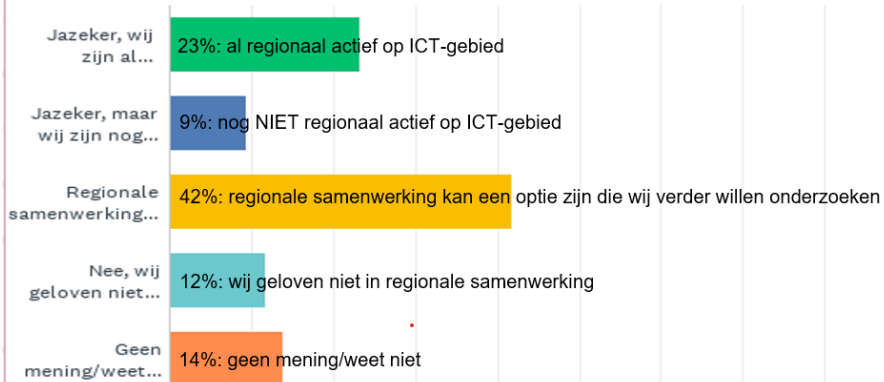 Jazeker, wij
zijn al...
23%: al regionaal actief op ICT-gebied
Jazeker, maar
wij zijn nog...
9%: nog NIET regionaal actief op ICT-gebied
Regionale
samenwerking...
42%: regionale samenwerking kan een optie zijn die wij verder willen onderzoeken
Nee, wij
geloven niet...
12%: wij geloven niet in regionale samenwerking
Geen
mening/weet...
14%: geen mening/weet niet